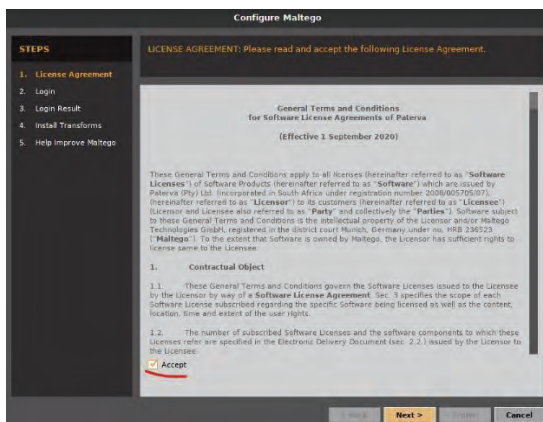 Configure Maltego
STEPS
1. License Agreement
2. Login
3. Login Result
4. Install Transforms
5. Help Improve Maltego
LICENSE AGREEMENT: Please read and accept the following License Agreement.
General Terms and Conditions
for Software License Agreements of Paterva
(Effective 1 September 2020)
These General Terms and Conditions apply to all licenses (hereinafter referred to as "Software
Licenses") of Software Products (hereinafter referred to as "Software") which are issued by
Paterva (Pty) Ltd. (incorporated in South Africa under registration number 2006/005705/07),
(hereinafter referred to as "Licensor") to its customers (hereinafter referred to as "Licensee")
(Licensor and Licensee also referred to as "Party" and collectively the "Parties"). Software subject
to these General Terms and Conditions is the intellectual property of the Licensor and/or Maltego
Technologies GmbH, registered in the district court Munich, Germany under nu. HRB 236523
("Maltego"). To the extent that Software is owned by Maltego, the Licensor has sufficient rights to
license same to the Licensee.
1. Contractual Object
1.1. These General Terms and Conditions govern the Software Licenses issued to the Licensee
by the Licensor by way of a Software License Agreement. Sec. 3 specifies the scope of each
Software License subscribed regarding the specific Software being licensed as well as the content,
location, time and extent of the user rights.
1.2. The number of subscribed Software Licenses and the software components to which these
Licenses refer are specified in the Electronic Delivery Document (sec. 2.2.) issued by the Licensor to
the Licensee.
Accept
< Back Next > Finish Cancel